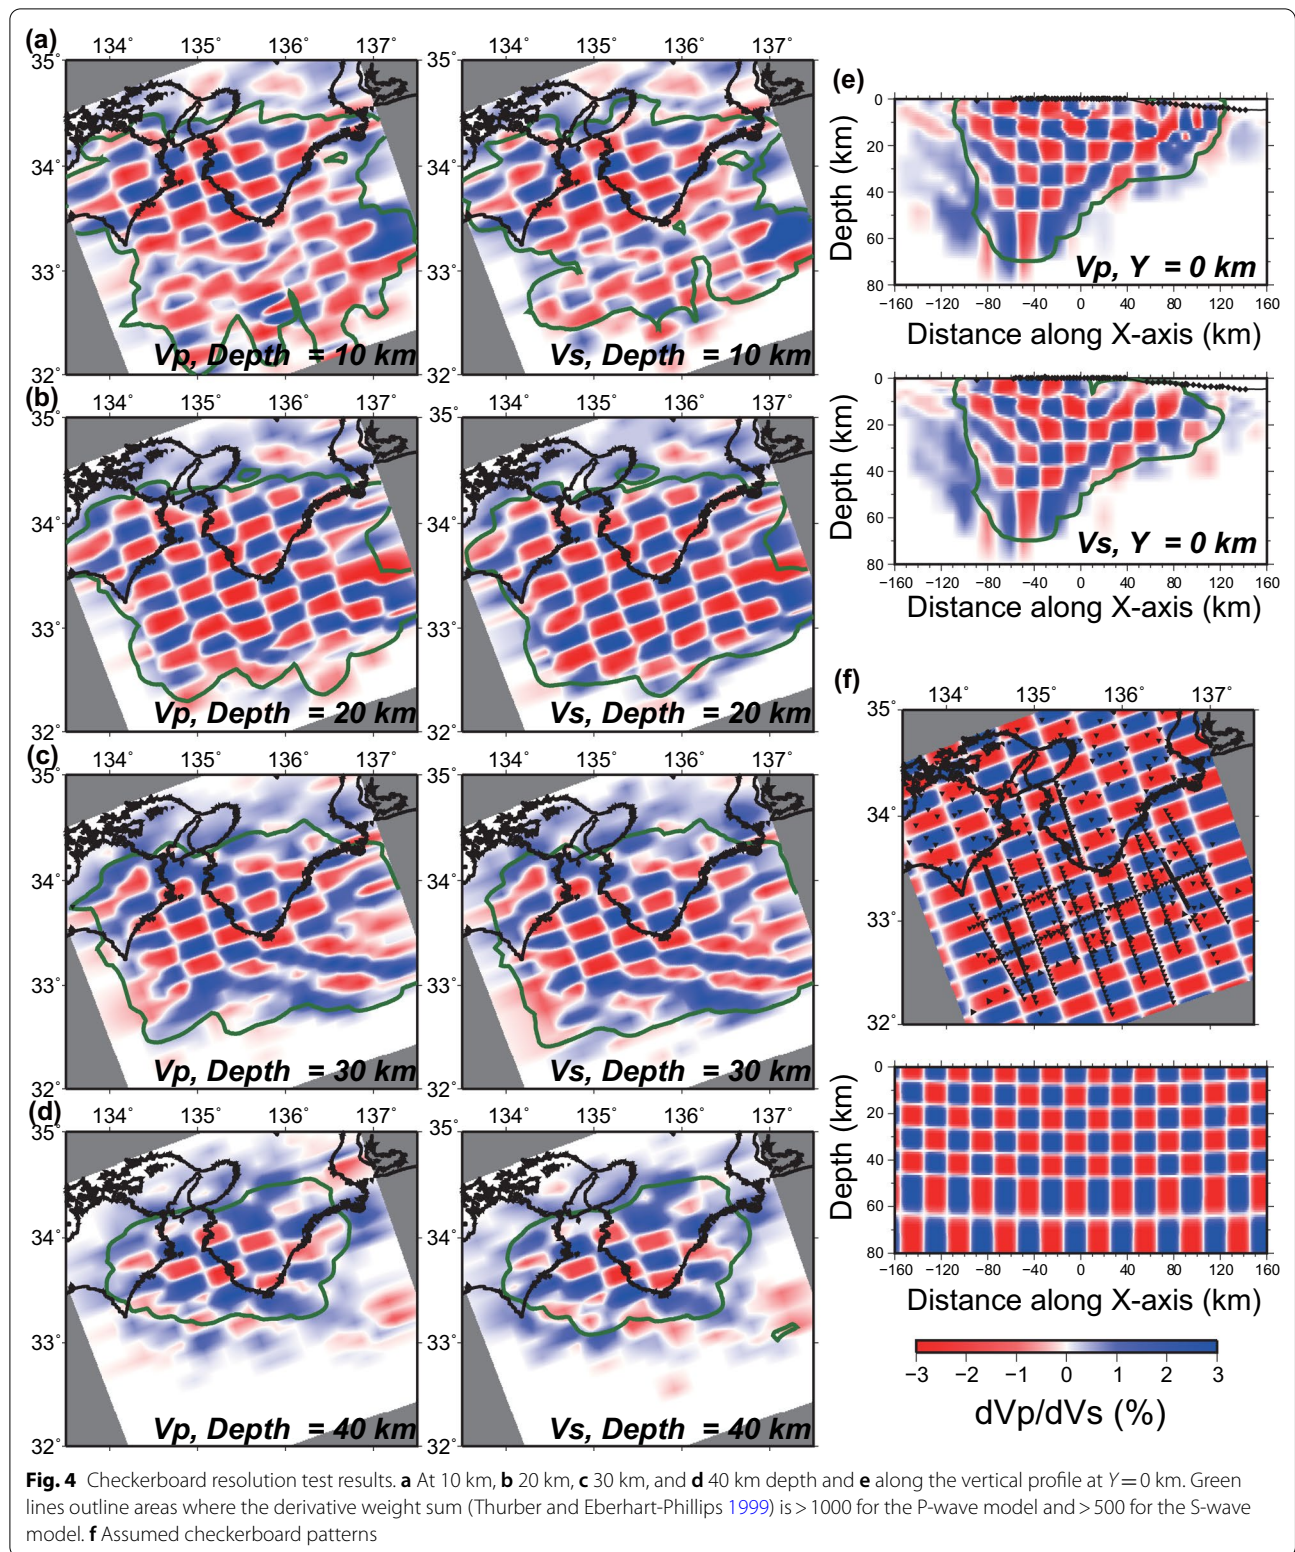 (a)
134° 135° 136° 137°
134° 135° 136° 137°
35°
34°
33°
32°
Vp, Depth = 10 km
Vs, Depth = 10 km
(b)
134° 135° 136° 137°
134° 135° 136° 137°
35°
34°
33°
32°
Vp, Depth = 20 km
Vs, Depth = 20 km
(c)
134° 135° 136° 137°
134° 135° 136° 137°
35°
35°
34°
34°
33°
33°
32°
32°
Vp, Depth = 30 km
Vs, Depth = 30 km
(d)
134° 135° 136° 137°
134° 135° 136° 137°
35°
35°
34°
34°
33°
33°
32°
32°
Vp, Depth = 40 km
Vs, Depth = 40 km
(e)
0
20
40
60
80
Depth (km)
Vp, Y = 0 km
−160 −120 −80 −40 0 40 80 120 160
Distance along X-axis (km)
0
20
40
60
80
Depth (km)
Vs, Y = 0 km
−160 −120 −80 −40 0 40 80 120 160
Distance along X-axis (km)
(f)
134° 135° 136° 137°
35°
34°
33°
32°
0
20
40
60
80
Depth (km)
−160 −120 −80 −40 0 40 80 120 160
Distance along X-axis (km)
−3 −2 −1 0 1 2 3
dVp/dVs (%)
Fig. 4 Checkerboard resolution test results. a At 10 km, b 20 km, c 30 km, and d 40 km depth and e along the vertical profile at Y = 0 km. Green
lines outline areas where the derivative weight sum (Thurber and Eberhart-Phillips 1999) is > 1000 for the P-wave model and > 500 for the S-wave
model. f Assumed checkerboard patterns